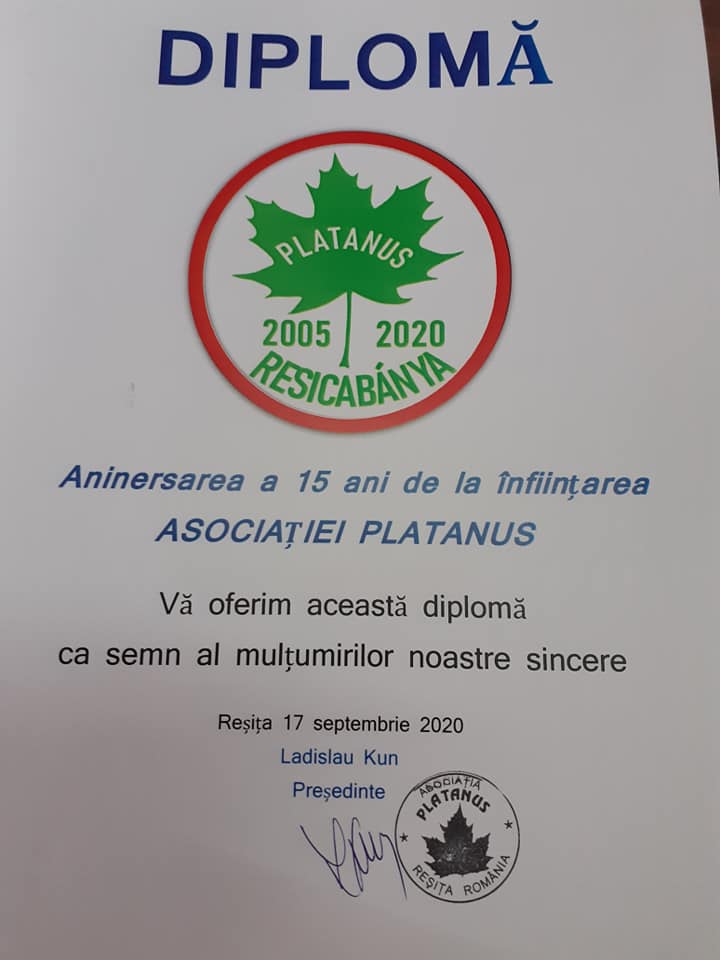 DIPLOMĂ
PLATANUS
2005 2020
RESICABÁNYA
Aninersarea a 15 ani de la înființarea
ASOCIAȚIEI PLATANUS
Vă oferim această diplomă
ca semn al mulțumirilor noastre sincere
Reșița 17 septembrie 2020
Ladislau Kun
Președinte
ASOCIAȚIA
PLATANUS
REȘIȚA ROMÂNIA